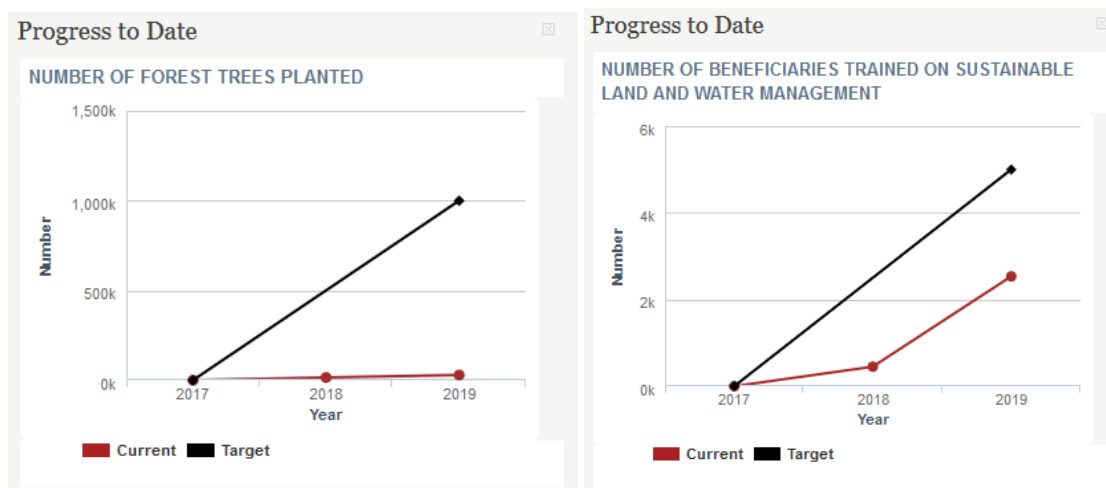 Progress to Date
NUMBER OF FOREST TREES PLANTED
1,500k
1,000k
500k
0k
Number
2017 2018 2019
Year
Current Target
Progress to Date
NUMBER OF BENEFICIARIES TRAINED ON SUSTAINABLE
LAND AND WATER MANAGEMENT
6k
4k
2k
0k
Number
2017 2018 2019
Year
Current Target